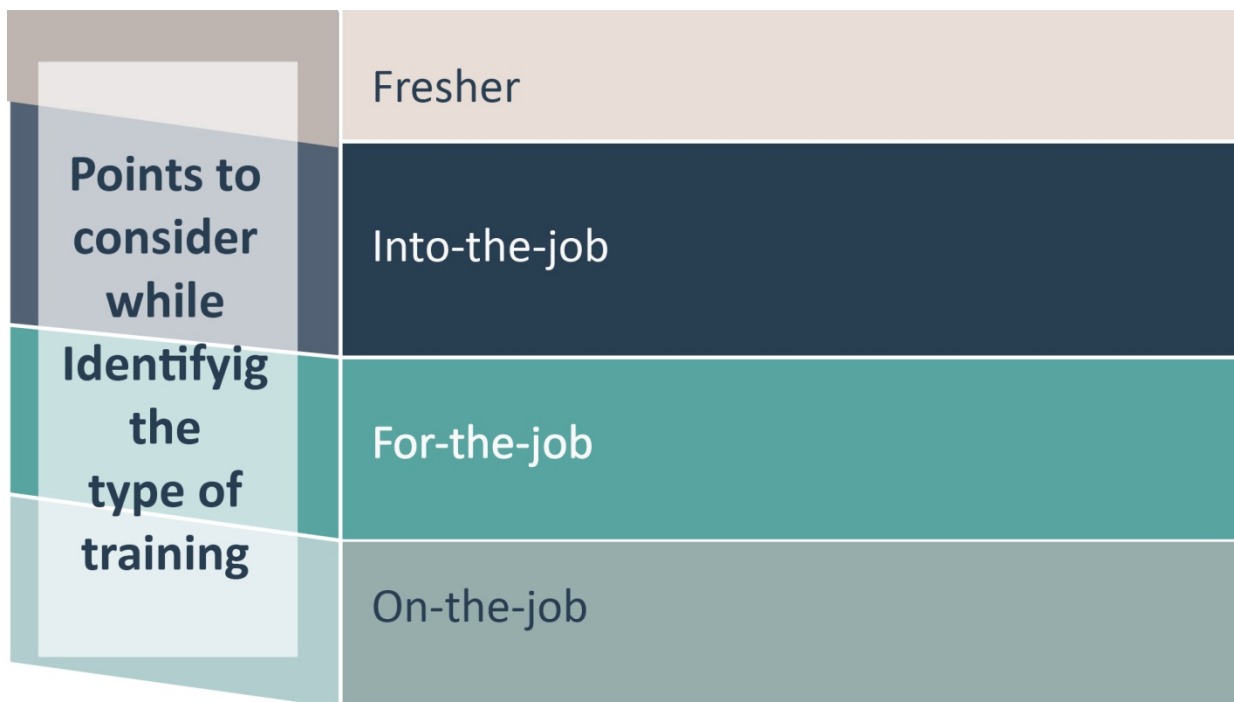 Points to
consider
while
Identifyig
the
type of
training
Fresher
Into-the-job
For-the-job
On-the-job